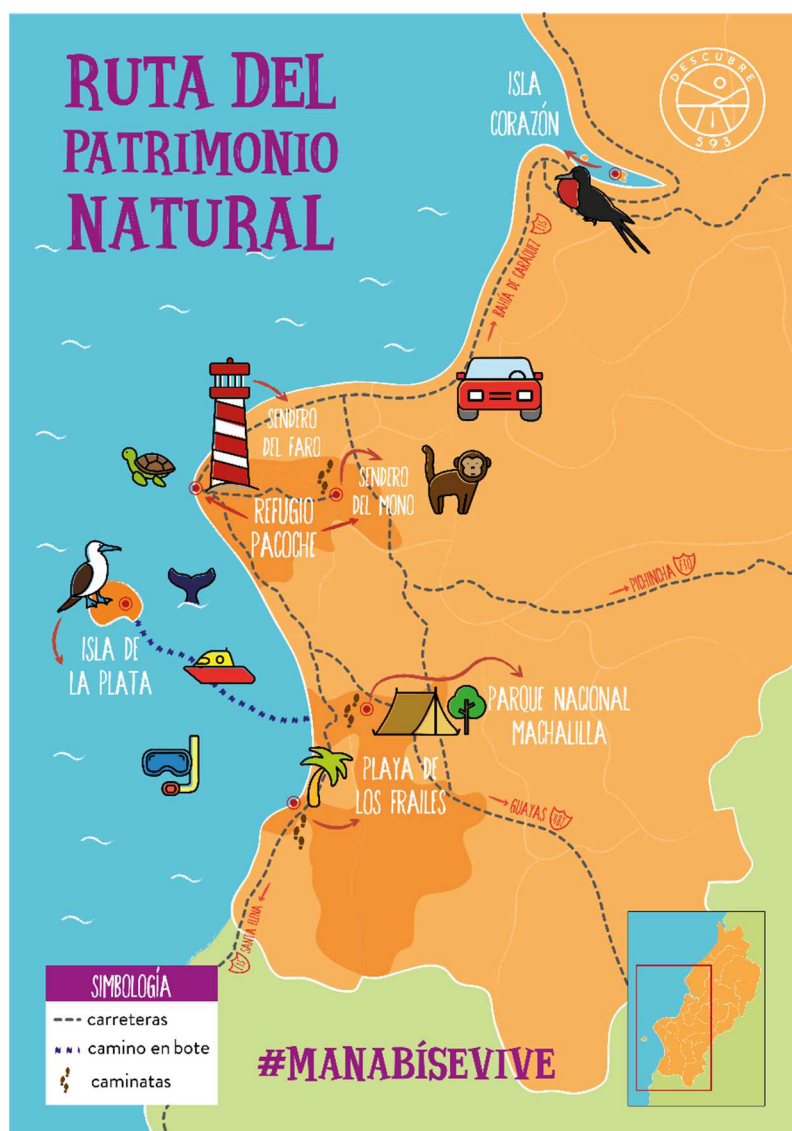 RUTA DEL
PATRIMONIO
NATURAL
ISLA
CORAZÓN
DESCUBRE
593
BAHÍA DE CARÁQUEZ
SENDERO
DEL FARO
SENDERO
DEL MONO
REFUGIO
PACOCHE
PICHINCHA
ISLA DE
LA PLATA
PARQUE NACIONAL
MACHALILLA
PLAYA DE
LOS FRAILES
GUAYAS
SANTA ELENA
SIMBOLOGÍA
carreteras
camino en bote
caminatas
#MANABÍSEVIVE